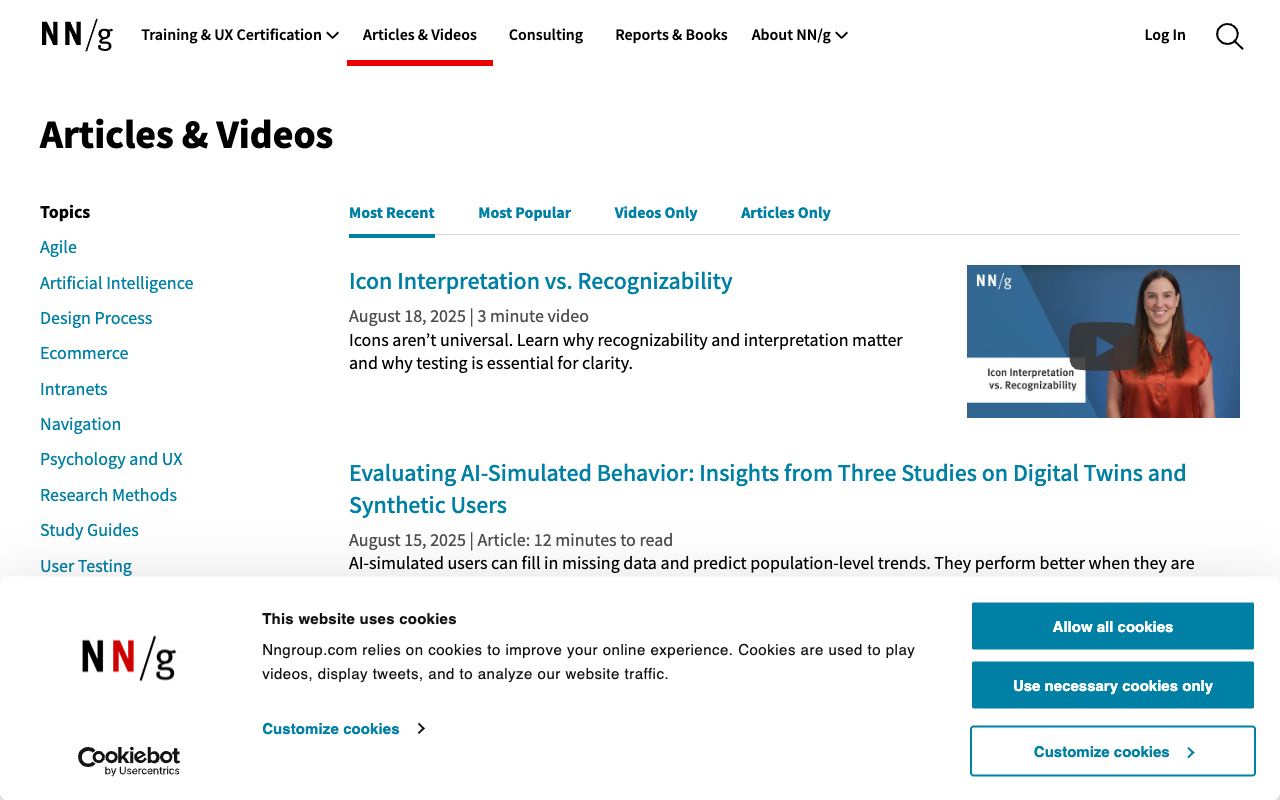 NN/g
Training & UX Certification
Articles & Videos
Consulting
Reports & Books
About NN/g
Log In
Articles & Videos
Topics
Agile
Artificial Intelligence
Design Process
Ecommerce
Intranets
Navigation
Psychology and UX
Research Methods
Study Guides
User Testing
Most Recent
Most Popular
Videos Only
Articles Only
Icon Interpretation vs. Recognizability
August 18, 2025 | 3 minute video
Icons aren’t universal. Learn why recognizability and interpretation matter
and why testing is essential for clarity.
NN/g
Icon Interpretation
vs. Recognizability
Evaluating AI-Simulated Behavior: Insights from Three Studies on Digital Twins and
Synthetic Users
August 15, 2025 | Article: 12 minutes to read
AI-simulated users can fill in missing data and predict population-level trends. They perform better when they are
NN/g
Cookiebot
by Usercentrics
This website uses cookies
Nngroup.com relies on cookies to improve your online experience. Cookies are used to play
videos, display tweets, and to analyze our website traffic.
Customize cookies
Allow all cookies
Use necessary cookies only
Customize cookies